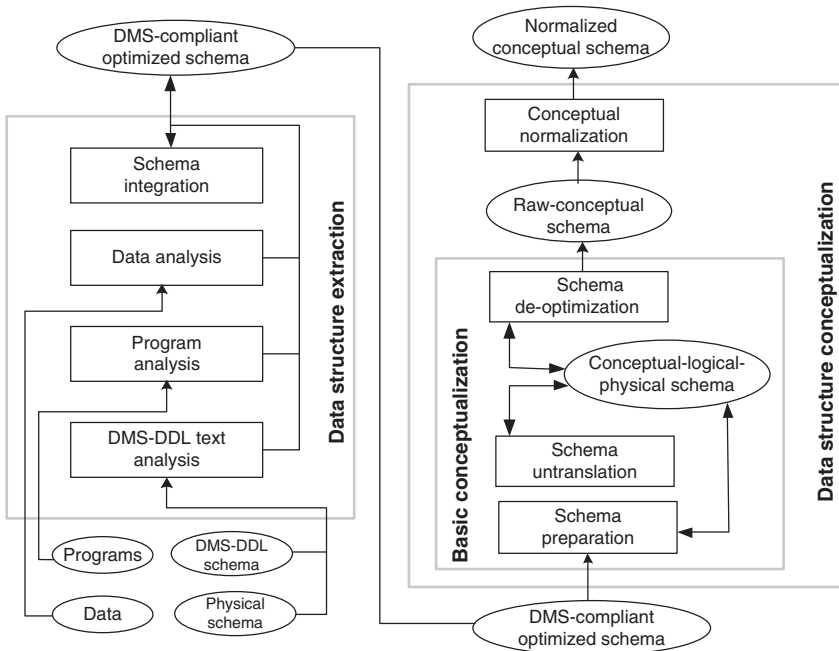 DMS-compliant
optimized schema
Schema
integration
Data analysis
Program
analysis
DMS-DDL text
analysis
Data structure extraction
Programs
DMS-DDL
schema
Data
Physical
schema
Normalized
conceptual schema
Conceptual
normalization
Raw-conceptual
schema
Schema
de-optimization
Conceptual-logical-
physical schema
Schema
untranslation
Schema
preparation
Basic conceptualization
Data structure conceptualization
DMS-compliant
optimized schema